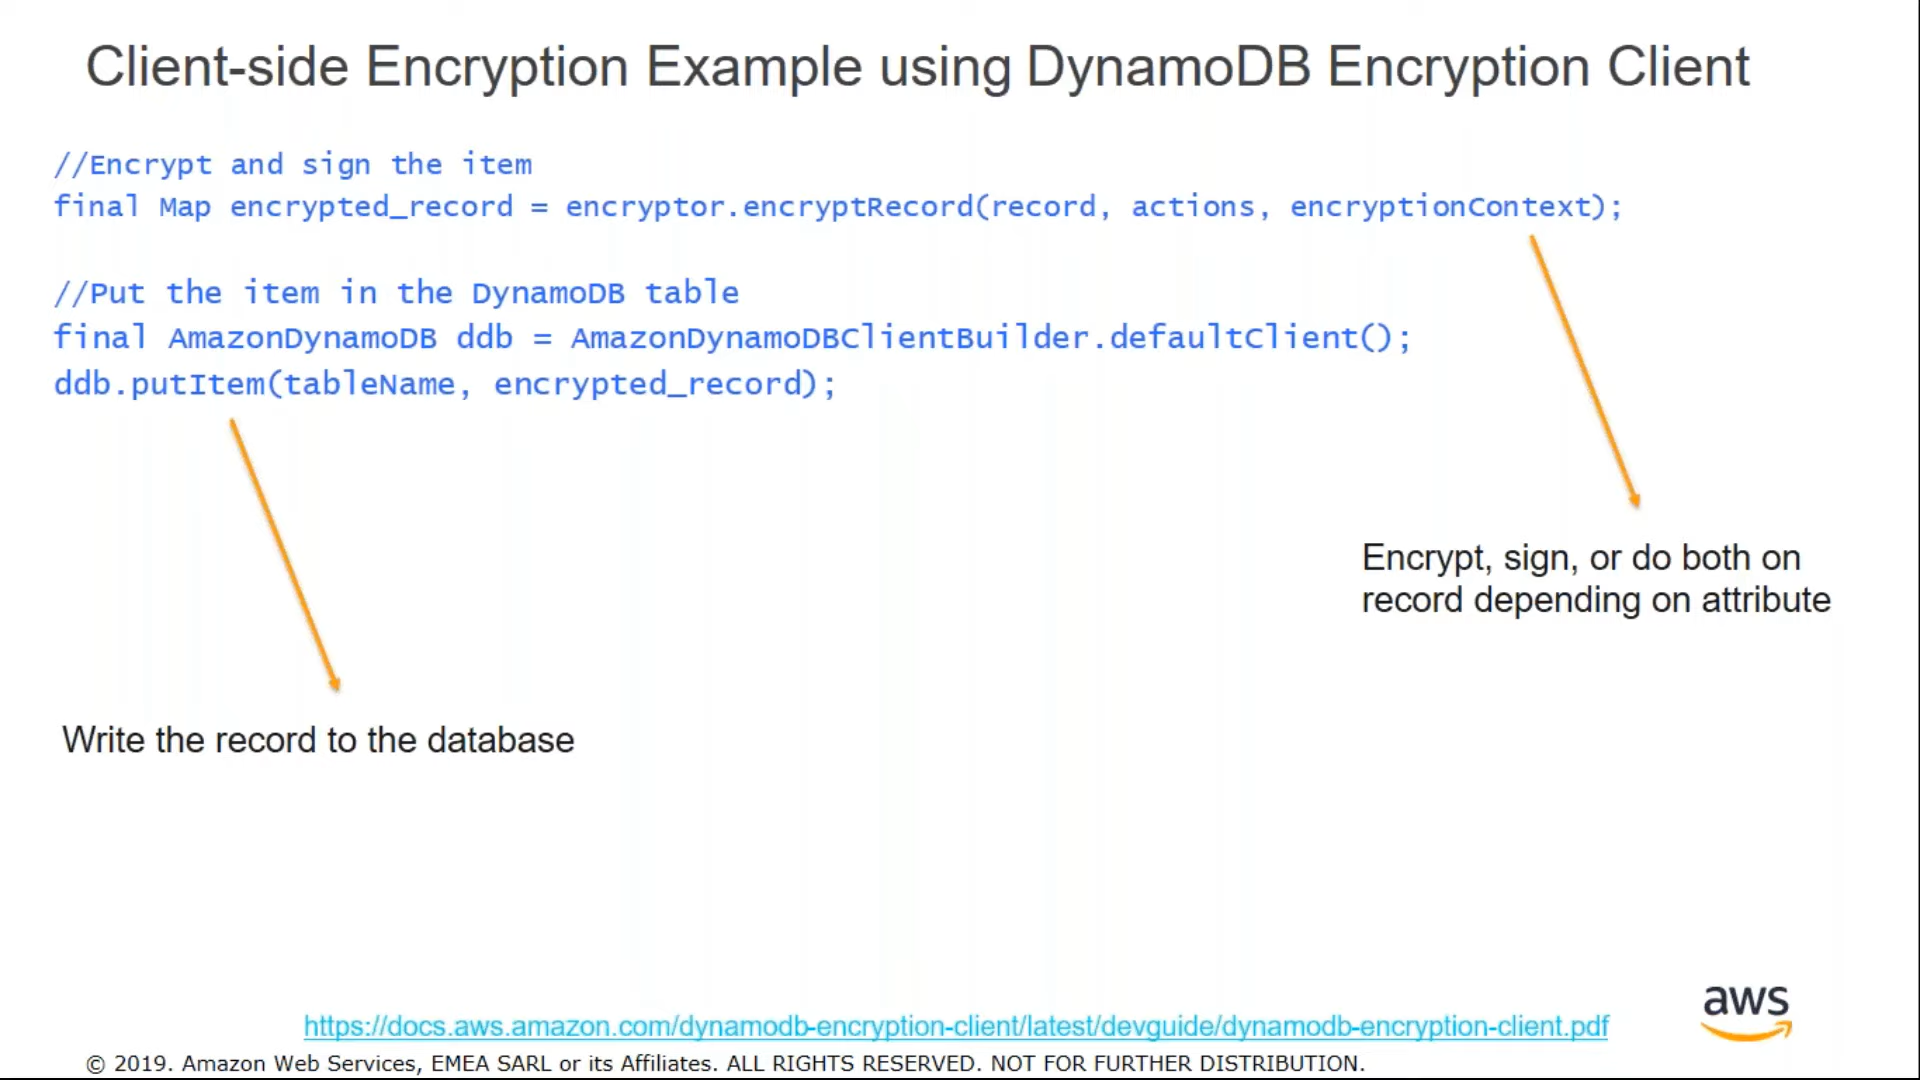 Client-side Encryption Example using DynamoDB Encryption Client
//Encrypt and sign the item
final Map encrypted_record = encryptor.encryptRecord(record, actions, encryptionContext);
//Put the item in the DynamoDB table
final AmazonDynamoDB ddb = AmazonDynamoDBClientBuilder.defaultClient();
ddb.putItem(tableName, encrypted_record);
Encrypt, sign, or do both on
record depending on attribute
Write the record to the database
aws
https://docs.aws.amazon.com/dynamodb-encryption-client/latest/devguide/dynamodb-encryption-client.pdf
© 2019. Amazon Web Services, EMEA SARL or its Affiliates. ALL RIGHTS RESERVED. NOT FOR FURTHER DISTRIBUTION.